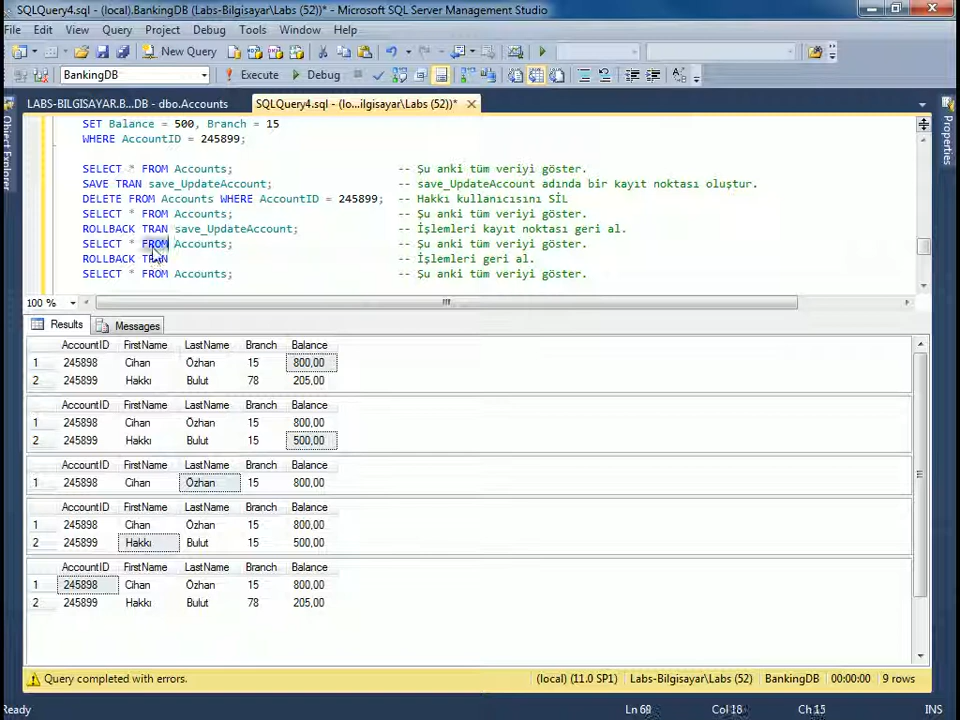 SQLQuery4.sql - (local).BankingDB (Labs-Bilgisayar\Labs (52))* - Microsoft SQL Server Management Studio
File Edit View Query Project Debug Tools Window Help
New Query
BankingDB Execute Debug
LABS-BILGISAYAR.B...DB - dbo.Accounts SQLQuery4.sql - (lo...ilgisayar\Labs (52))*
Object Explorer
Properties
SET Balance = 500, Branch = 15
WHERE AccountID = 245899;
SELECT * FROM Accounts; -- Şu anki tüm veriyi göster.
SAVE TRAN save_UpdateAccount; -- save_UpdateAccount adında bir kayıt noktası oluştur.
DELETE FROM Accounts WHERE AccountID = 245899; -- Hakkı kullanıcısını SİL
SELECT * FROM Accounts; -- Şu anki tüm veriyi göster.
ROLLBACK TRAN save_UpdateAccount; -- İşlemleri kayıt noktası geri al.
SELECT * FROM Accounts; -- Şu anki tüm veriyi göster.
ROLLBACK TRAN -- İşlemleri geri al.
SELECT * FROM Accounts; -- Şu anki tüm veriyi göster.
100 %
Results Messages
AccountID FirstName LastName Branch Balance
1 245898 Cihan Özhan 15 800,00
2 245899 Hakkı Bulut 78 205,00
AccountID FirstName LastName Branch Balance
1 245898 Cihan Özhan 15 800,00
2 245899 Hakkı Bulut 15 500,00
AccountID FirstName LastName Branch Balance
1 245898 Cihan Özhan 15 800,00
AccountID FirstName LastName Branch Balance
1 245898 Cihan Özhan 15 800,00
2 245899 Hakkı Bulut 15 500,00
AccountID FirstName LastName Branch Balance
1 245898 Cihan Özhan 15 800,00
2 245899 Hakkı Bulut 78 205,00
Query completed with errors. (local) (11.0 SP1) Labs-Bilgisayar\Labs (52) BankingDB 00:00:00 9 rows
Ready Ln 69 Col 18 Ch 15 INS